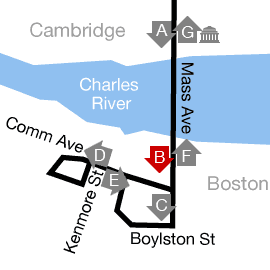 A G
Cambridge
Mass Ave
Charles
River
Comm Ave
D B F
E
Kenmore St
C
Boston
Boylston St